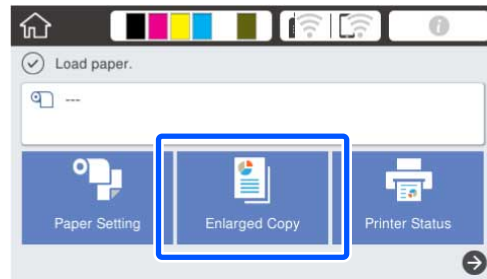 Load paper.
---
Paper Setting
Enlarged Copy
Printer Status